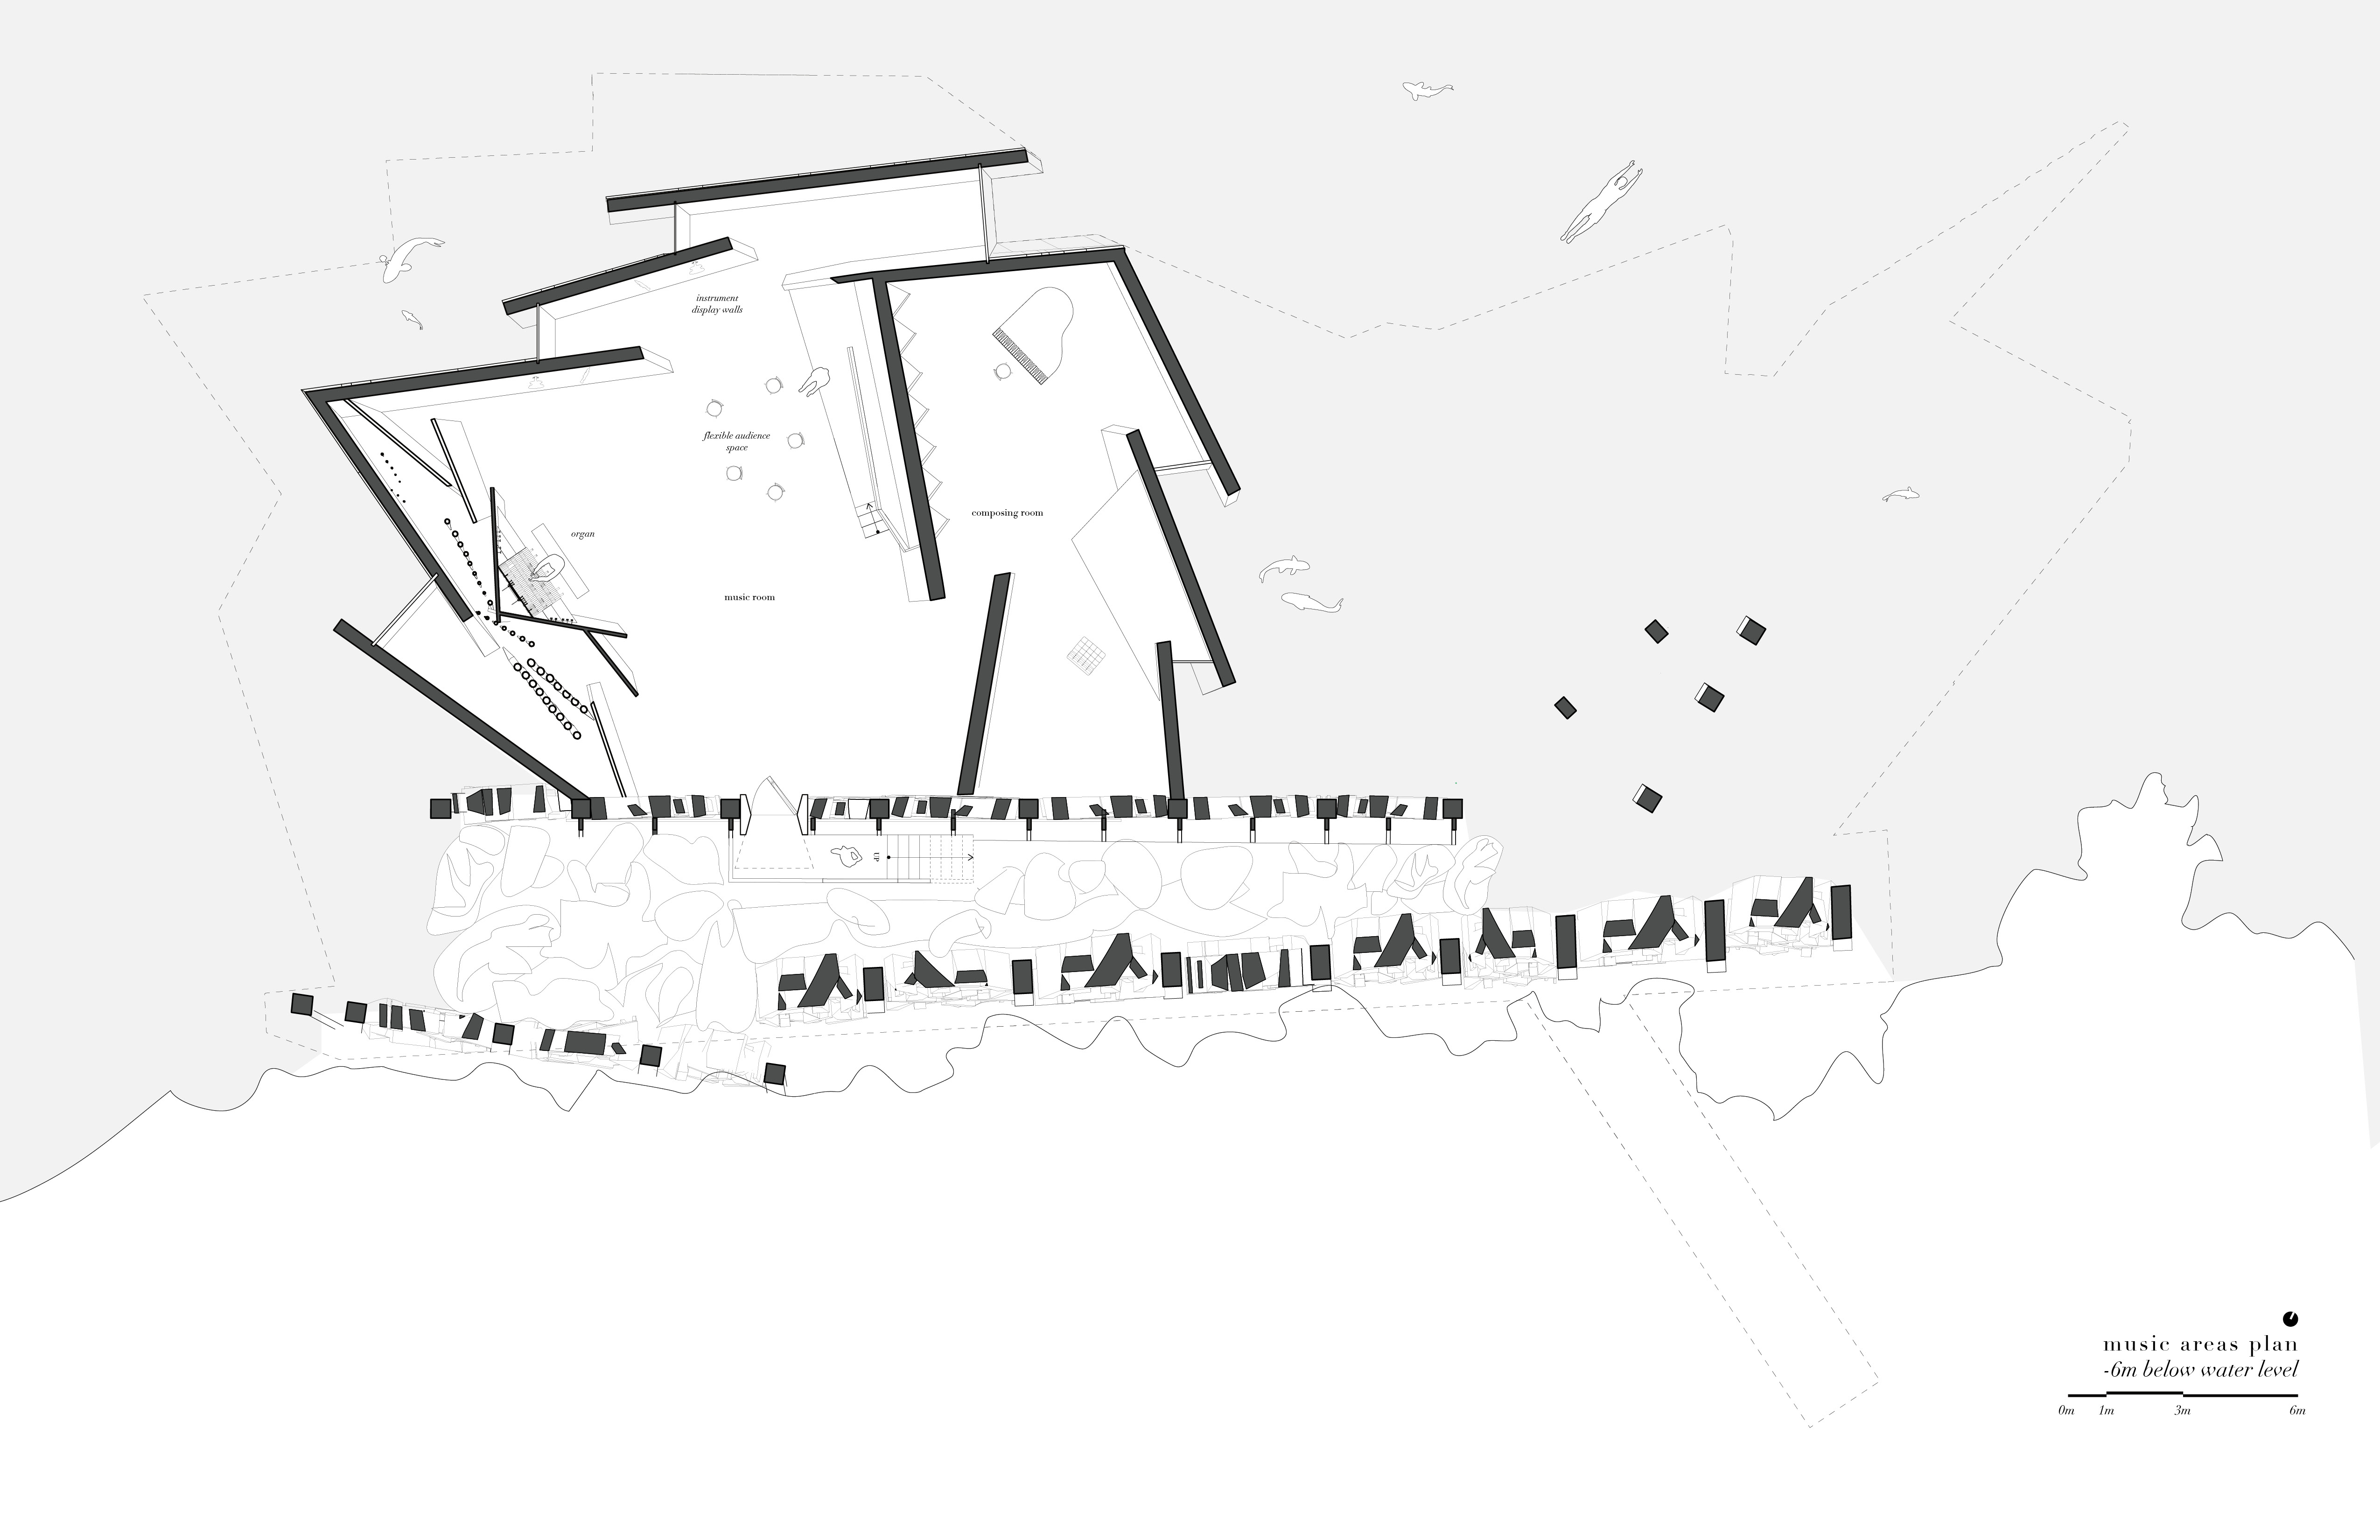 instrument
display walls
flexible audience
space
organ
composing room
music room
UP
music areas plan
-6m below water level
0m 1m 3m 6m